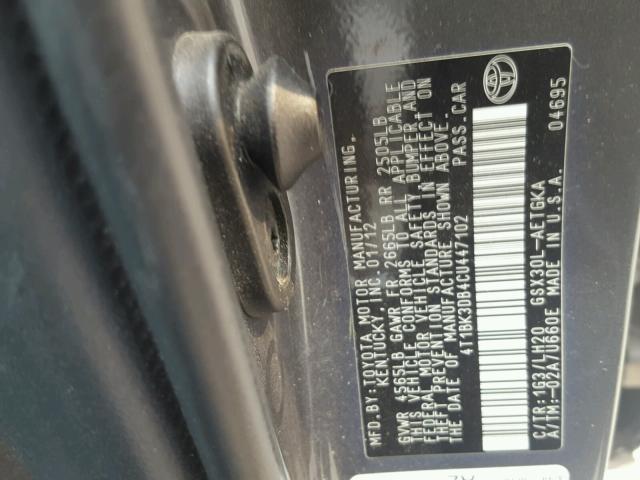 MFD.BY:TOYOTA MOTOR MANUFACTURING,
KENTUCKY, INC. 01/12
GVWR 4565LB GAWR FR 2665LB RR 2505LB
THIS VEHICLE CONFORMS TO ALL APPLICABLE
FEDERAL MOTOR VEHICLE SAFETY, BUMPER AND
THEFT PREVENTION STANDARDS IN EFFECT ON
THE DATE OF MANUFACTURE SHOWN ABOVE.
4T1BK3DB4CU447102 PASS.CAR
C/TR:1G3/LH20 GSX30L-AETGKA
A/TM:-02A/U660E MADE IN U.S.A. 04695